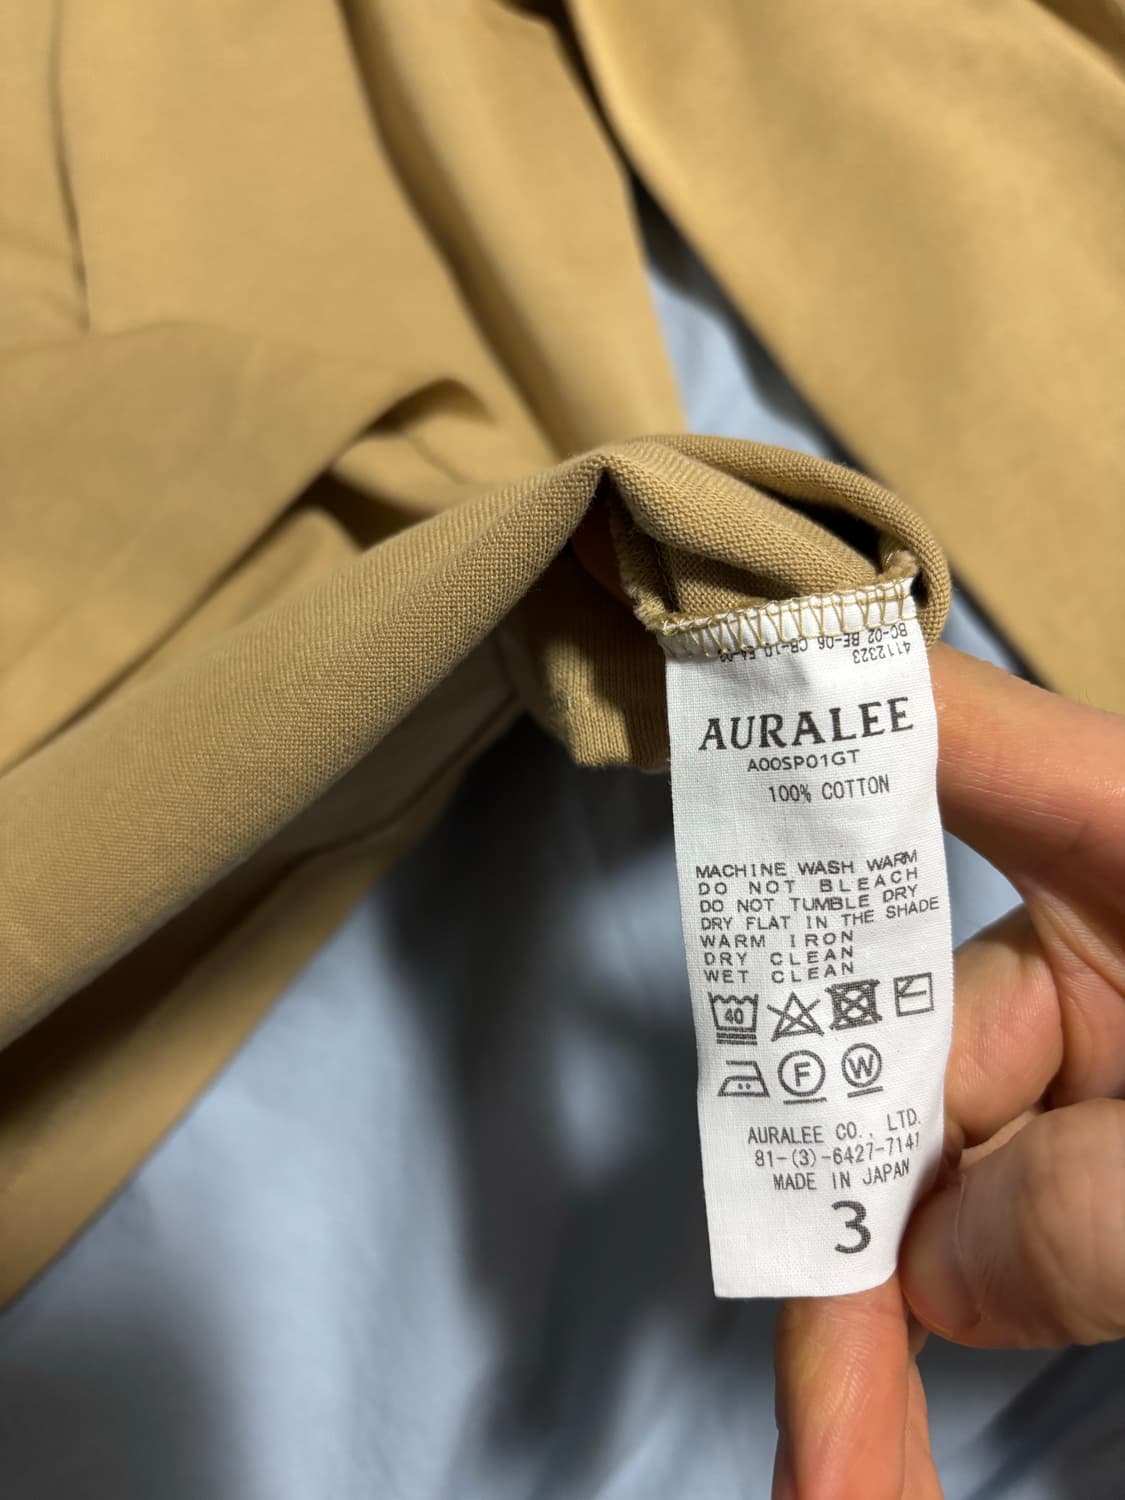 4112323
BC-02 BE-06 CB-10 EA-02
AURALEE
A00SP01GT
100% COTTON
MACHINE WASH WARM
DO NOT BLEACH
DO NOT TUMBLE DRY
DRY FLAT IN THE SHADE
WARM IRON
DRY CLEAN
WET CLEAN
40
F W
AURALEE CO., LTD.
81-(3)-6427-7141
MADE IN JAPAN
3